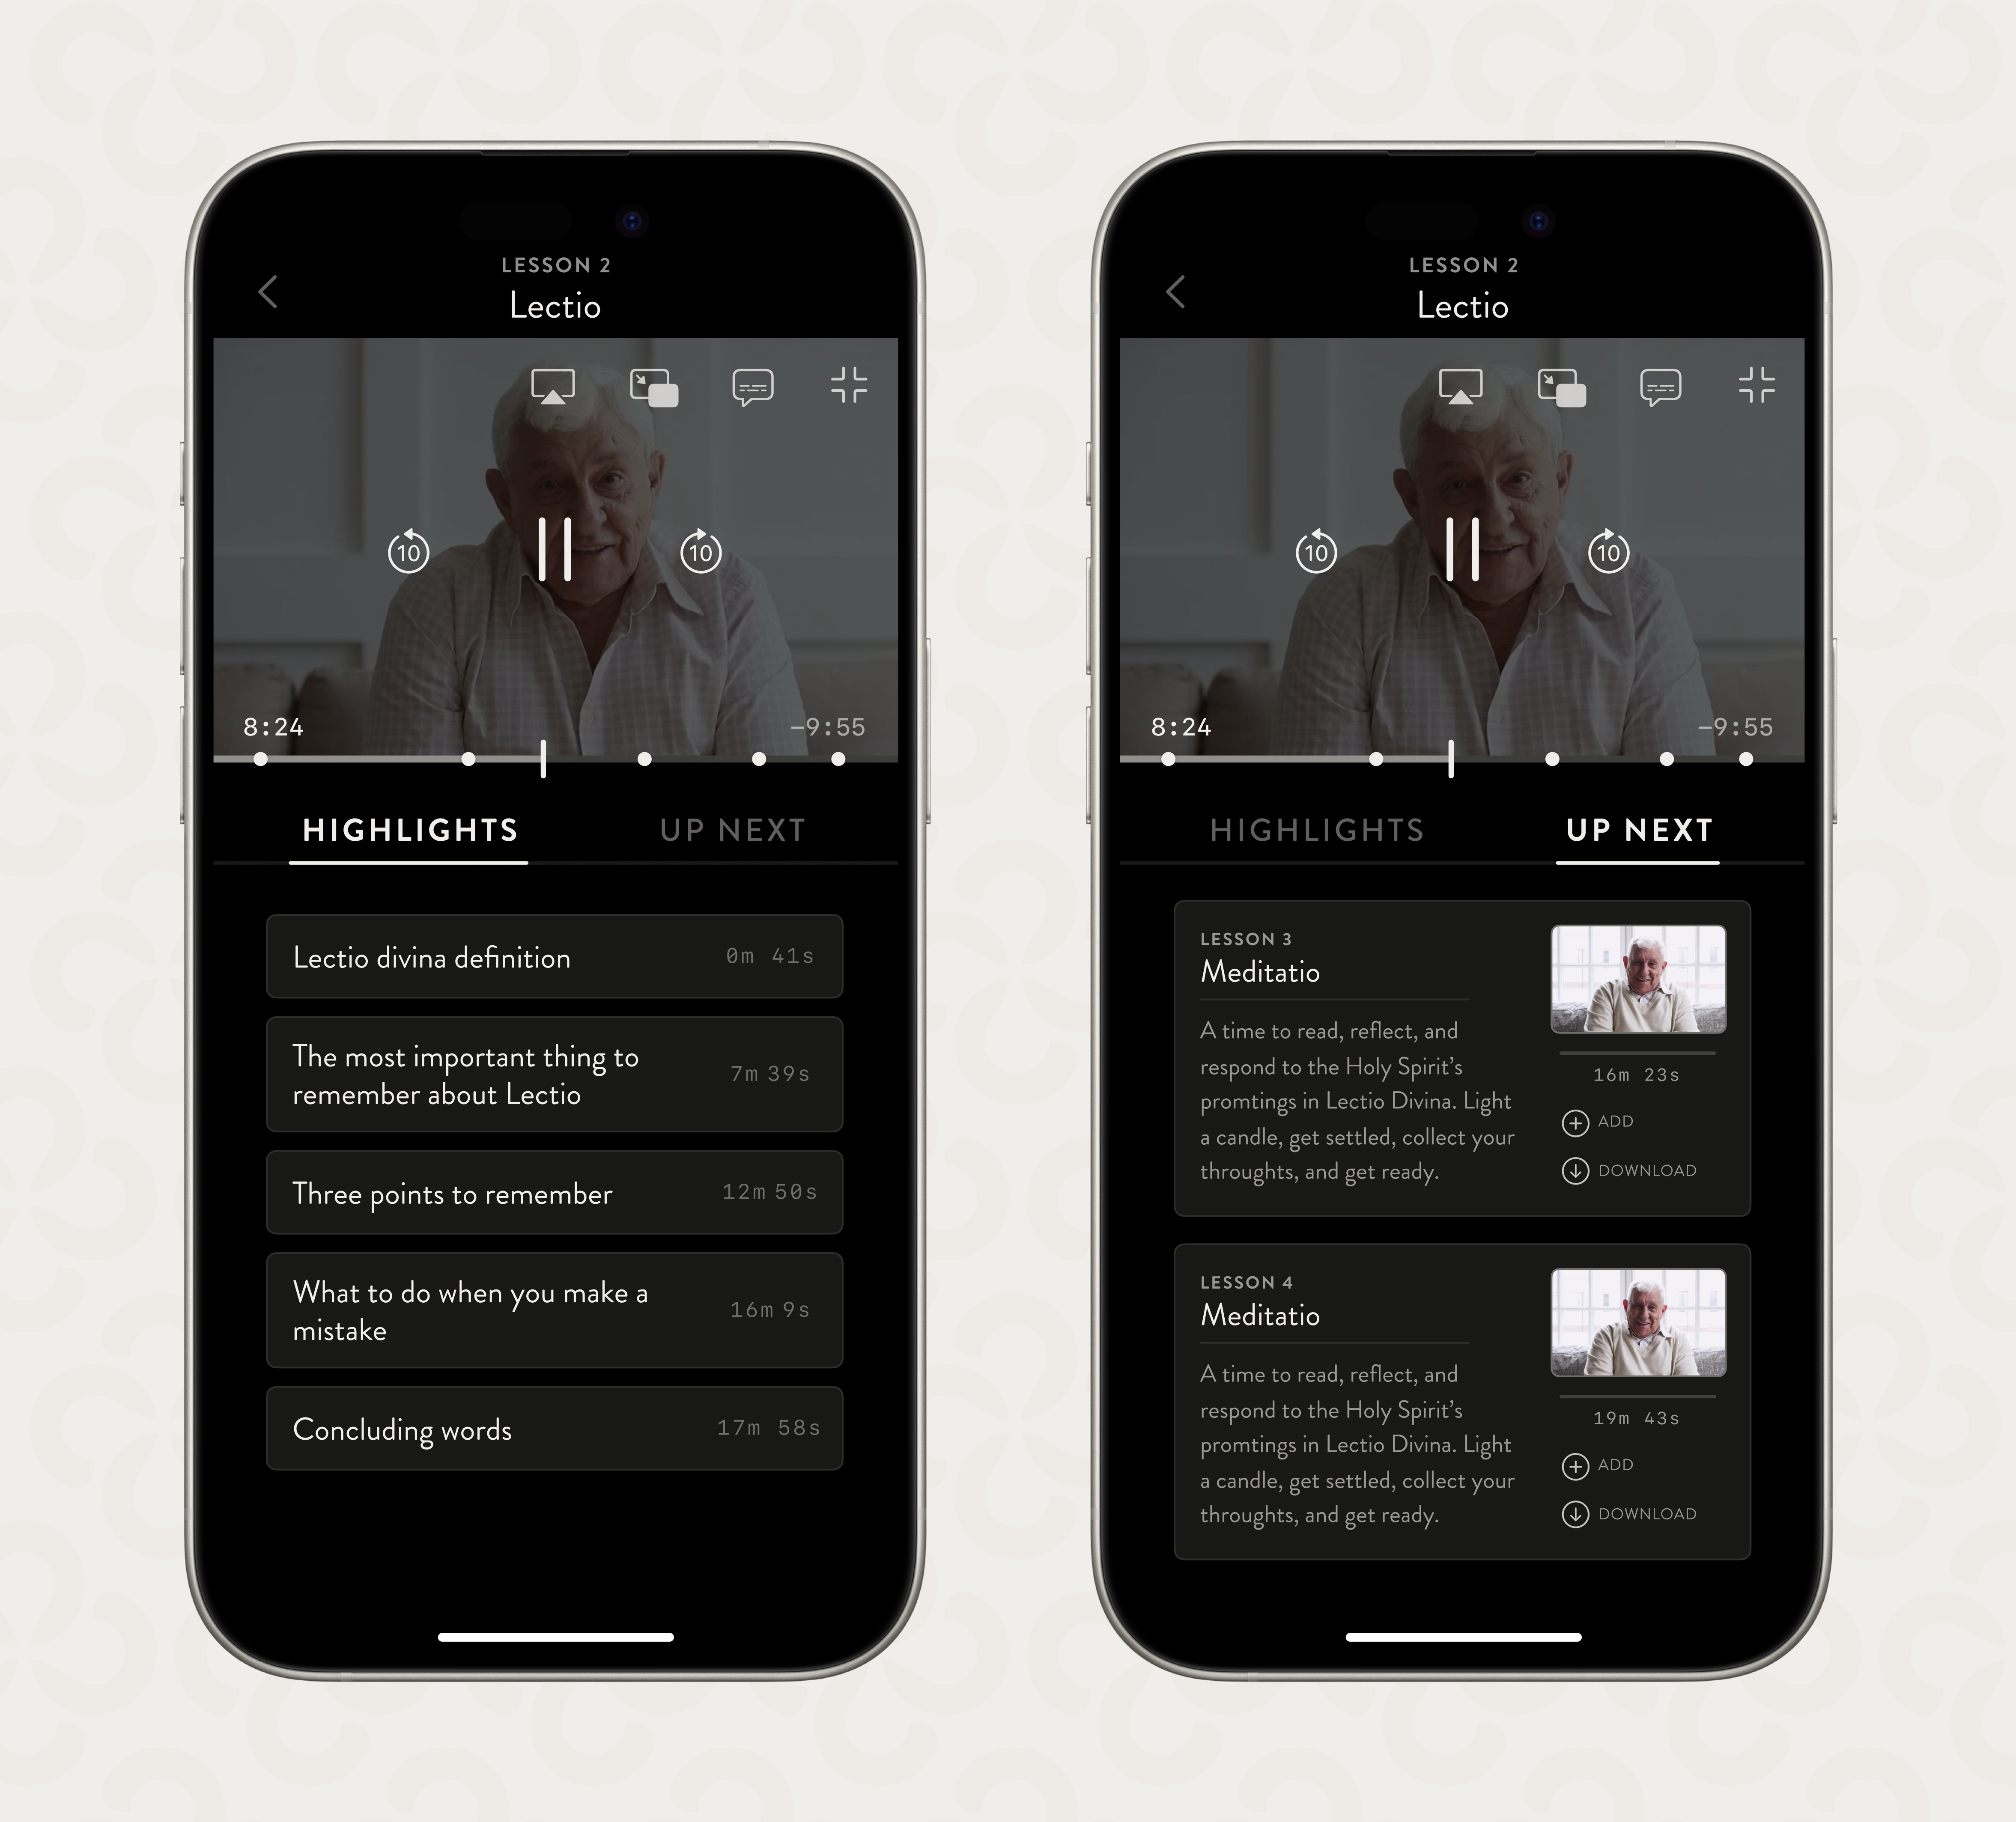 LESSON 2
Lectio
10
10
8:24
–9:55
HIGHLIGHTS
UP NEXT
Lectio divina definition
0m 41s
The most important thing to
remember about Lectio
7m 39s
Three points to remember
12m 50s
What to do when you make a
mistake
16m 9s
Concluding words
17m 58s
LESSON 2
Lectio
10
10
8:24
–9:55
HIGHLIGHTS
UP NEXT
LESSON 3
Meditatio
A time to read, reflect, and
respond to the Holy Spirit’s
promtings in Lectio Divina. Light
a candle, get settled, collect your
throughts, and get ready.
16m 23s
ADD
DOWNLOAD
LESSON 4
Meditatio
A time to read, reflect, and
respond to the Holy Spirit’s
promtings in Lectio Divina. Light
a candle, get settled, collect your
throughts, and get ready.
19m 43s
ADD
DOWNLOAD